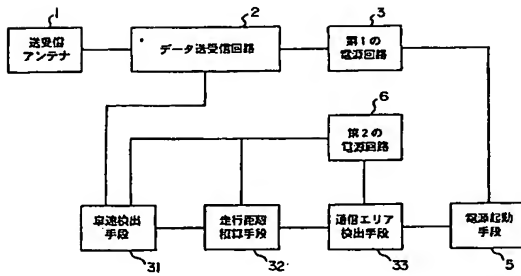 1
2
3
送受信
アンテナ
データ送受信回路
第1の
電源回路
6
第2の
電源回路
車速検出
手段
走行距離
積算手段
通信エリア
検出手段
電源起動
手段
31
32
33
5